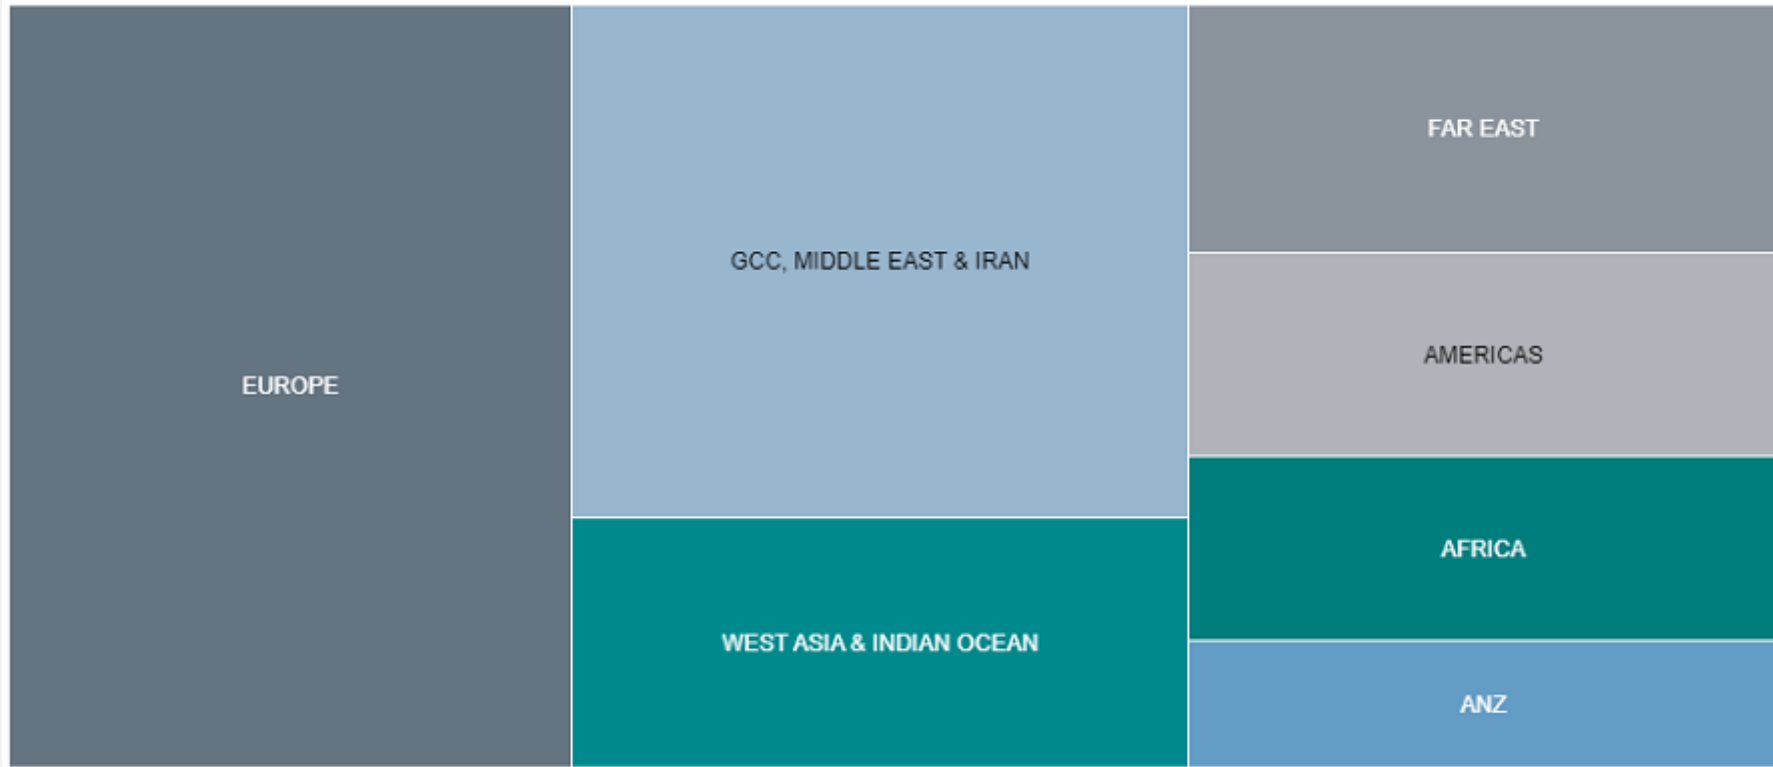 EUROPE
GCC, MIDDLE EAST & IRAN
WEST ASIA & INDIAN OCEAN
FAR EAST
AMERICAS
AFRICA
ANZ